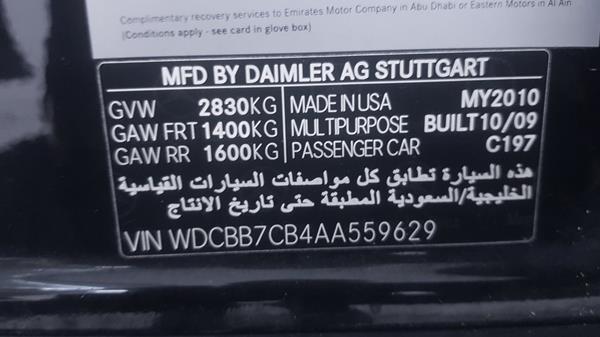 Complimentary recovery services to Emirates Motor Company in Abu Dhabi or Eastern Motors in Al Ain
(Conditions apply - see card in glove box)
MFD BY DAIMLER AG STUTTGART
GVW 2830KG MADE IN USA MY2010
GAW FRT 1400KG MULTIPURPOSE BUILT10/09
GAW RR 1600KG PASSENGER CAR C197
هذه السيارة تطابق كل مواصفات السيارات القياسية
الخليجية/السعودية المطبقة حتى تاريخ الانتاج
VIN WDCBB7CB4AA559629